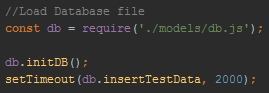 //Load Database file
const db = require('./models/db.js');
db.initDB();
setTimeout(db.insertTestData, 2000);